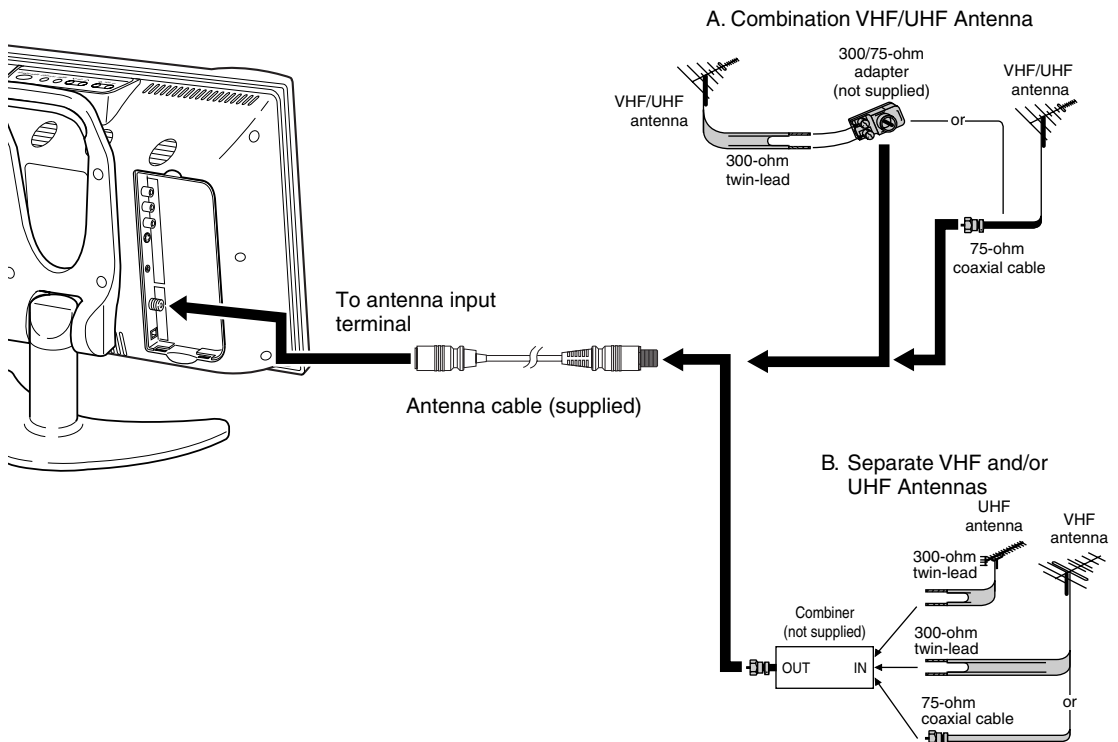 A. Combination VHF/UHF Antenna
300/75-ohm
adapter
(not supplied)
VHF/UHF
antenna
VHF/UHF
antenna
or
300-ohm
twin-lead
75-ohm
coaxial cable
To antenna input
terminal
Antenna cable (supplied)
B. Separate VHF and/or
UHF Antennas
UHF
antenna
VHF
antenna
300-ohm
twin-lead
Combiner
(not supplied)
300-ohm
twin-lead
OUT IN
75-ohm
coaxial cable
or